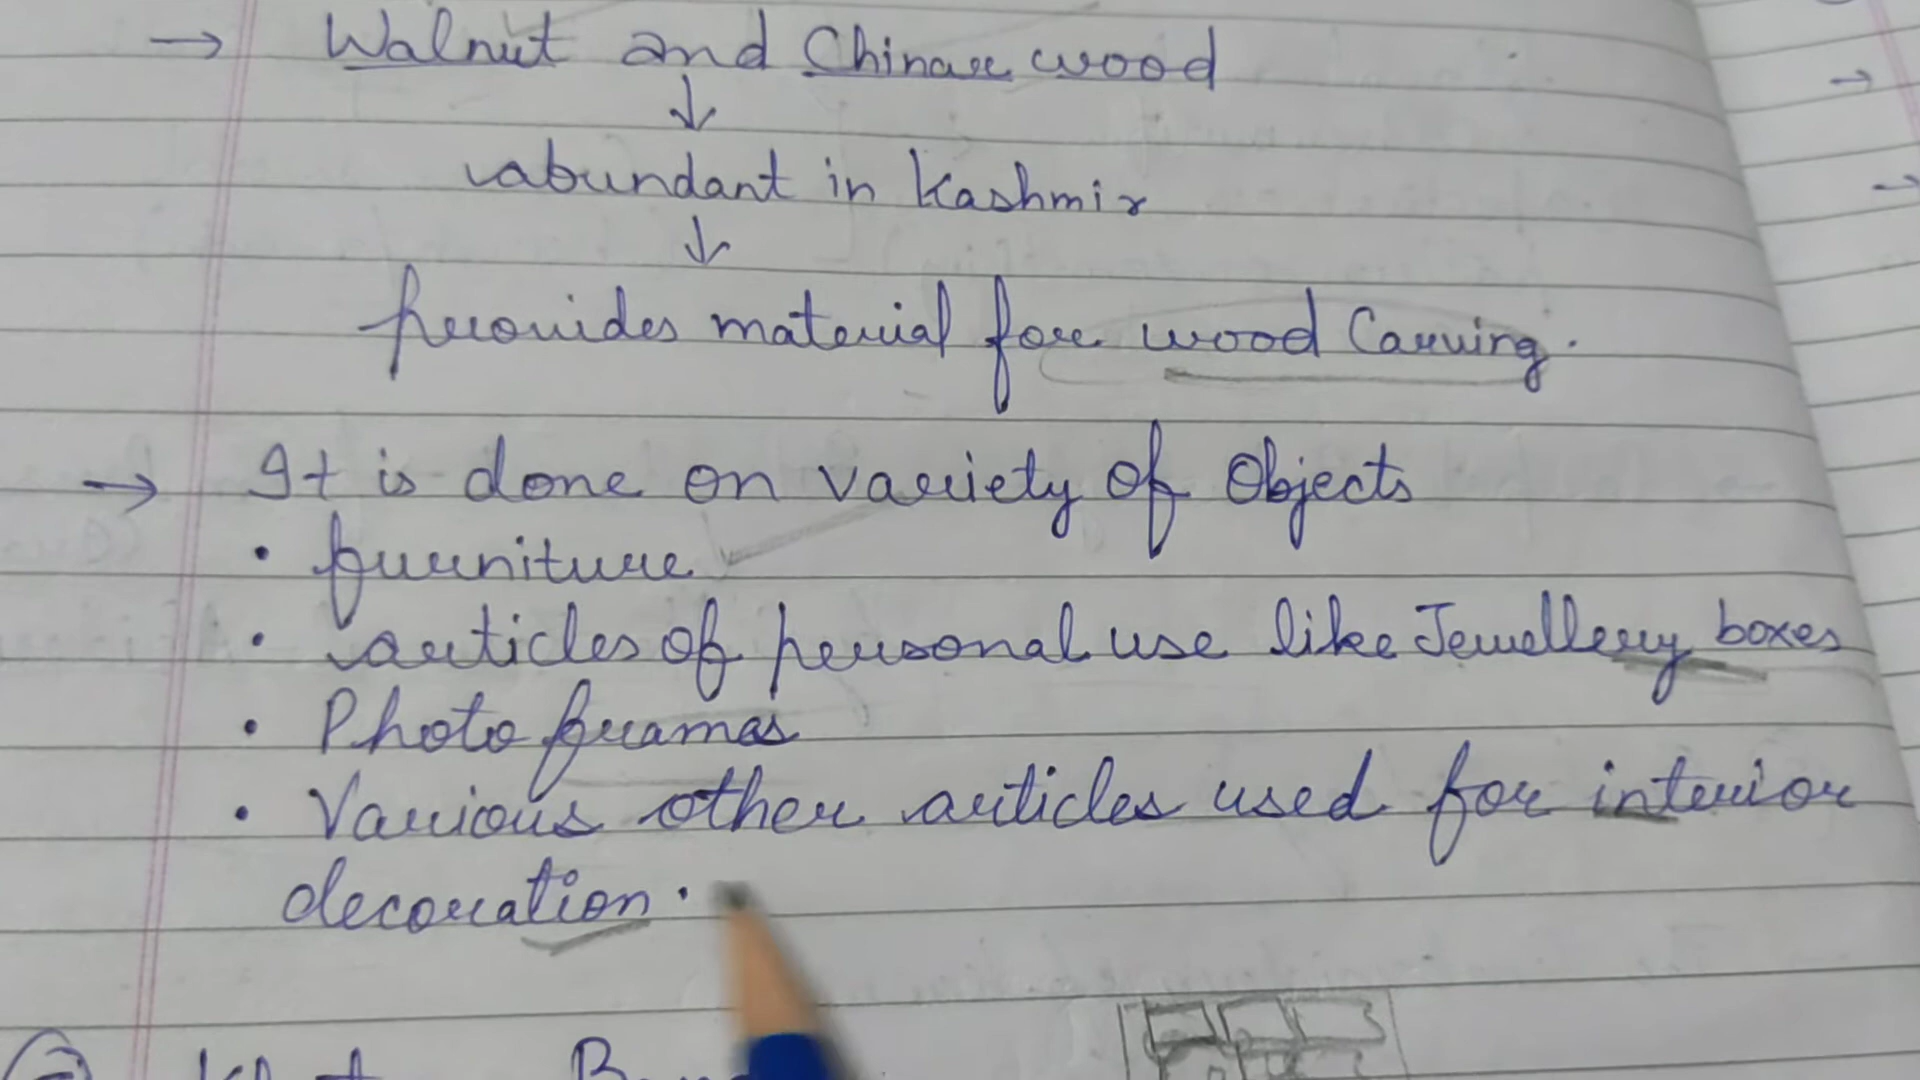 → Walnut and Chinar wood
↓
abundant in Kashmir
↓
provides material for wood Carving.
→ It is done on variety of Objects
• furniture
• articles of personal use like Jewellery boxes
• Photo frames
• Various other articles used for interior
decoration.